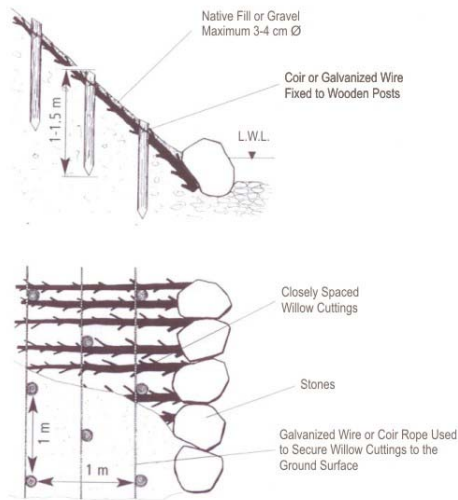 Native Fill or Gravel
Maximum 3-4 cm Ø
Coir or Galvanized Wire
Fixed to Wooden Posts
L.W.L.
1-1.5 m
Closely Spaced
Willow Cuttings
Stones
Galvanized Wire or Coir Rope Used
to Secure Willow Cuttings to the
Ground Surface
1 m
1 m